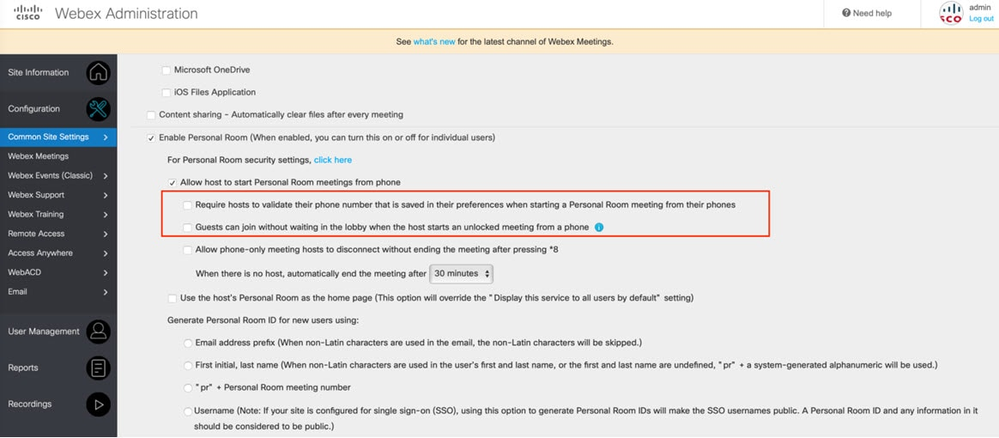 cisco Webex Administration
Need help
admin
Log out
See what's new for the latest channel of Webex Meetings.
Site Information
Configuration
Common Site Settings
Webex Meetings
Webex Events (Classic)
Webex Support
Webex Training
Remote Access
Access Anywhere
WebACD
Email
User Management
Reports
Recordings
Microsoft OneDrive
iOS Files Application
Content sharing - Automatically clear files after every meeting
Enable Personal Room (When enabled, you can turn this on or off for individual users)
For Personal Room security settings, click here
Allow host to start Personal Room meetings from phone
Require hosts to validate their phone number that is saved in their preferences when starting a Personal Room meeting from their phones
Guests can join without waiting in the lobby when the host starts an unlocked meeting from a phone
Allow phone-only meeting hosts to disconnect without ending the meeting after pressing *8
When there is no host, automatically end the meeting after 30 minutes
Use the host's Personal Room as the home page (This option will override the "Display this service to all users by default" setting)
Generate Personal Room ID for new users using:
Email address prefix (When non-Latin characters are used in the email, the non-Latin characters will be skipped.)
First initial, last name (When non-Latin characters are used in the user's first and last name, or the first and last name are undefined, "pr" + a system-generated alphanumeric will be used.)
"pr" + Personal Room meeting number
Username (Note: If your site is configured for single sign-on (SSO), using this option to generate Personal Room IDs will make the SSO usernames public. A Personal Room ID and any information in it
should be considered to be public.)